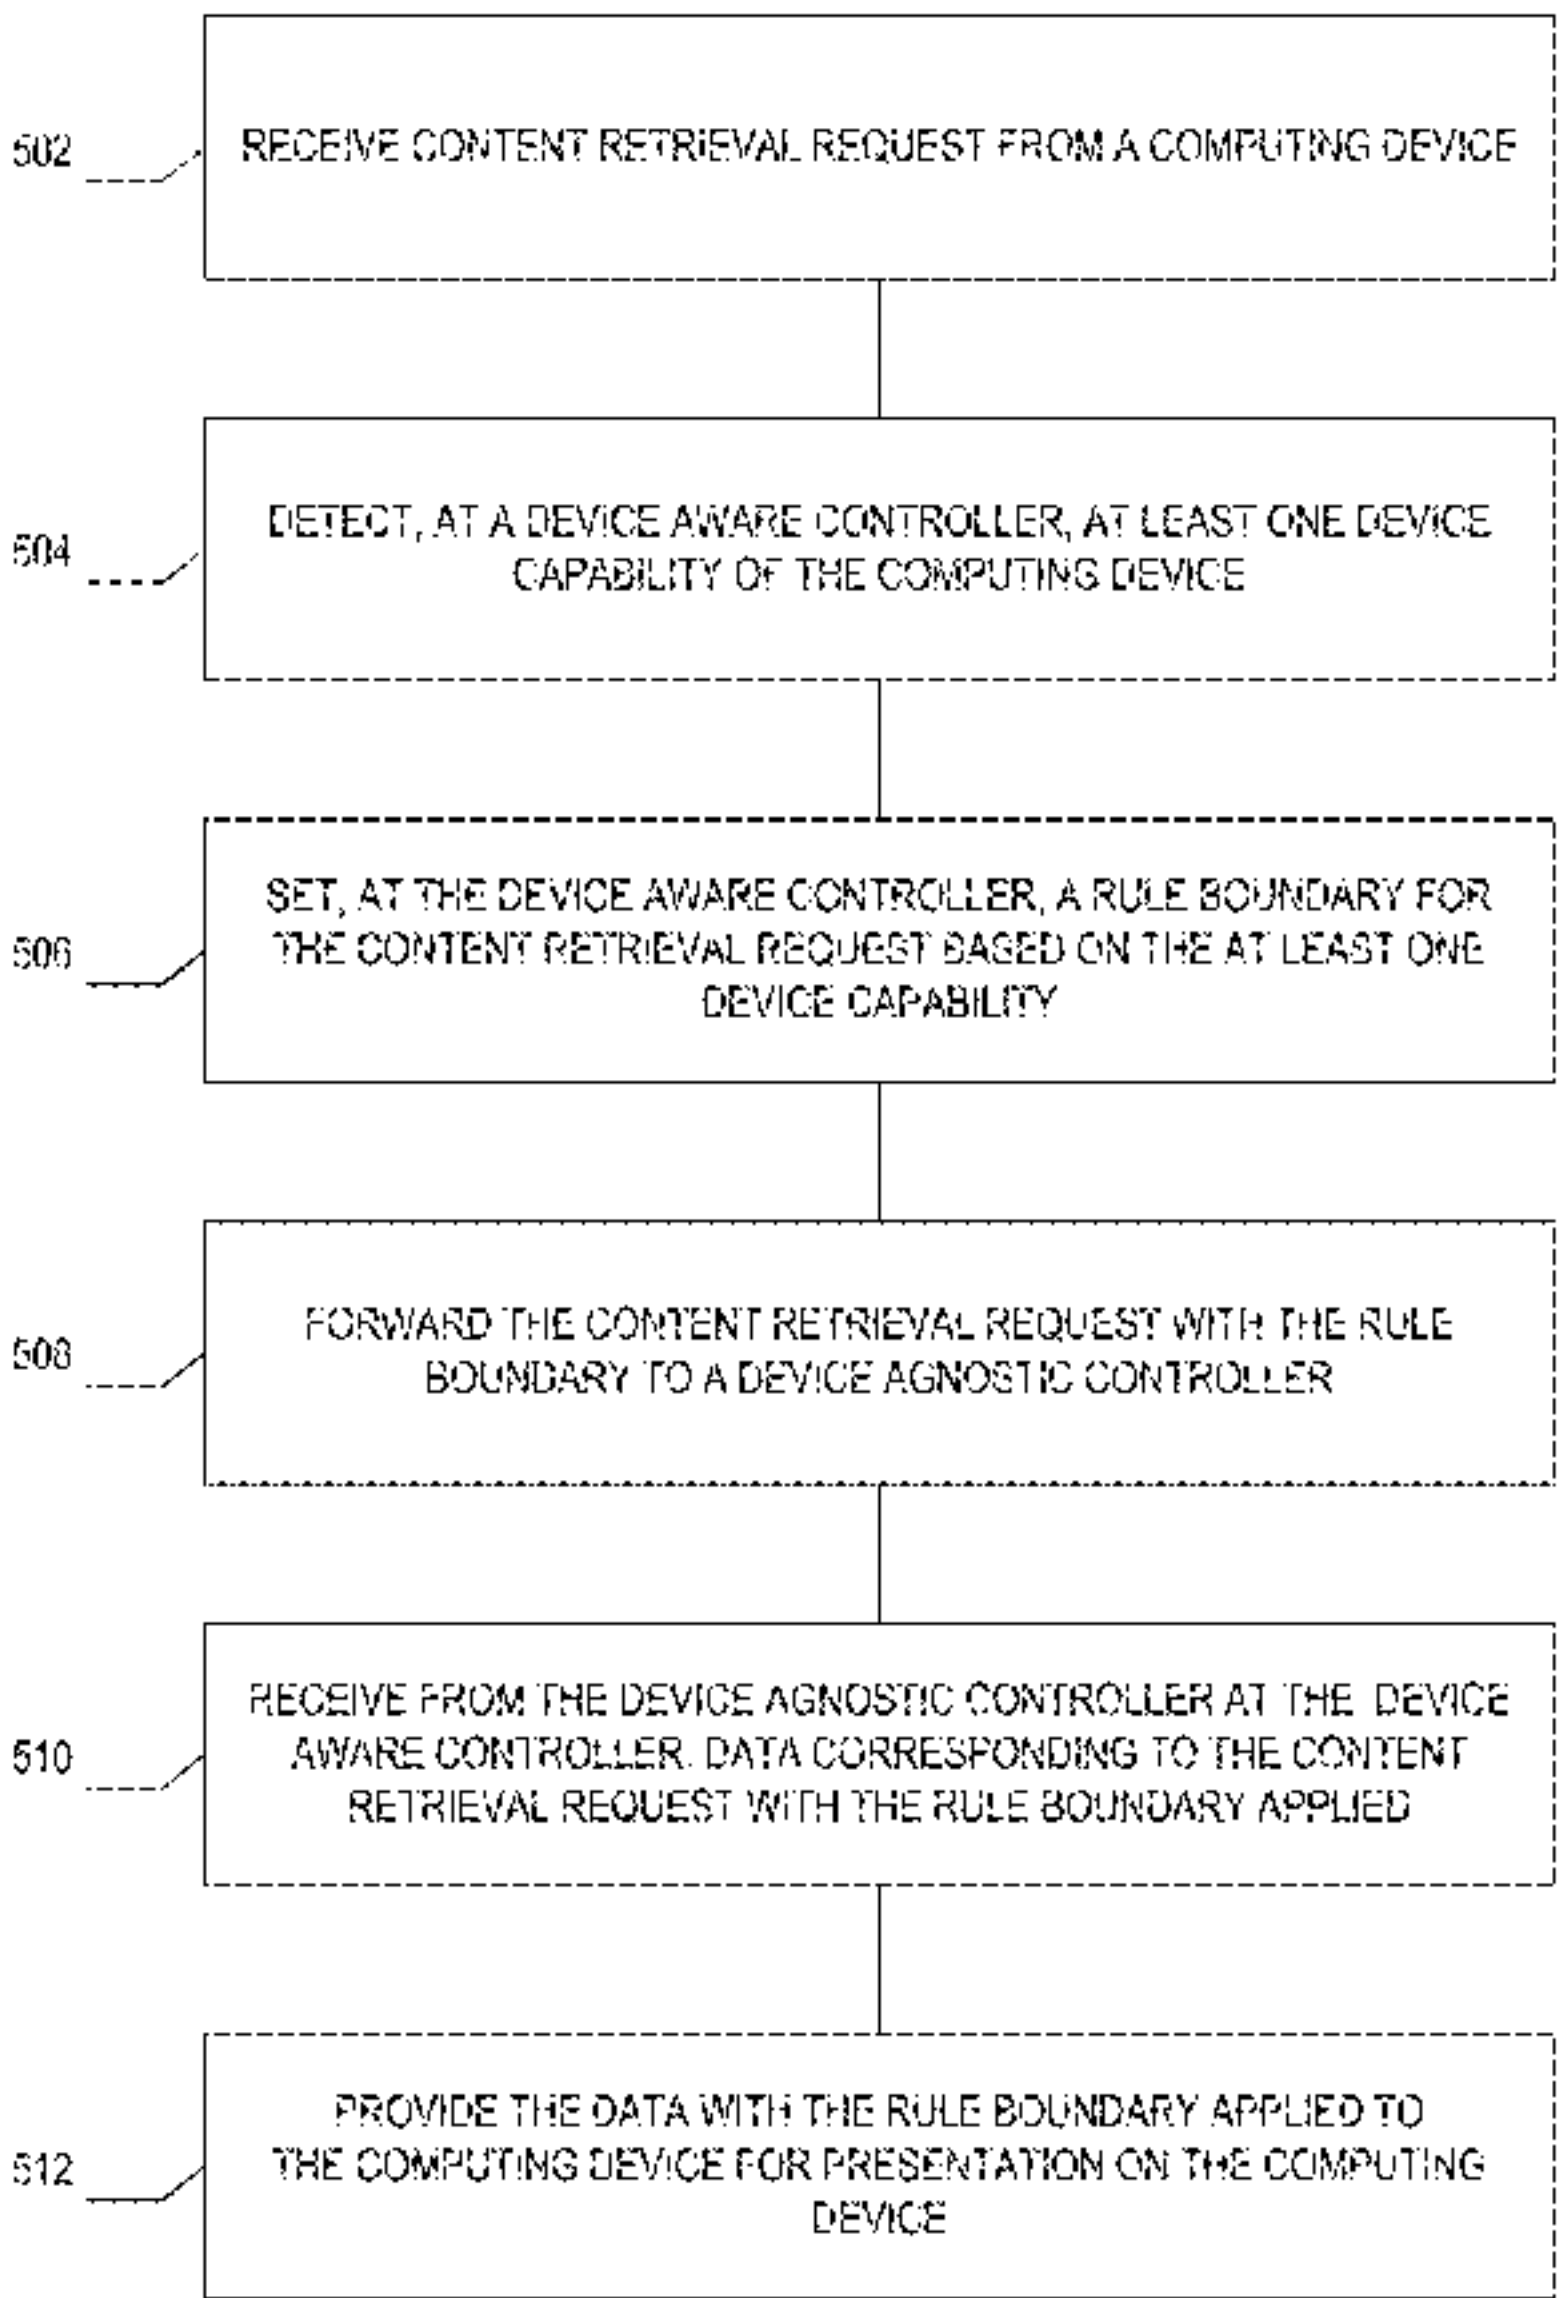 502
RECEIVE CONTENT RETRIEVAL REQUEST FROM A COMPUTING DEVICE
504
DETECT, AT A DEVICE AWARE CONTROLLER, AT LEAST ONE DEVICE
CAPABILITY OF THE COMPUTING DEVICE
506
SET, AT THE DEVICE AWARE CONTROLLER, A RULE BOUNDARY FOR
THE CONTENT RETRIEVAL REQUEST BASED ON THE AT LEAST ONE
DEVICE CAPABILITY
508
FORWARD THE CONTENT RETRIEVAL REQUEST WITH THE RULE
BOUNDARY TO A DEVICE AGNOSTIC CONTROLLER
510
RECEIVE FROM THE DEVICE AGNOSTIC CONTROLLER AT THE DEVICE
AWARE CONTROLLER, DATA CORRESPONDING TO THE CONTENT
RETRIEVAL REQUEST WITH THE RULE BOUNDARY APPLIED
512
PROVIDE THE DATA WITH THE RULE BOUNDARY APPLIED TO
THE COMPUTING DEVICE FOR PRESENTATION ON THE COMPUTING
DEVICE